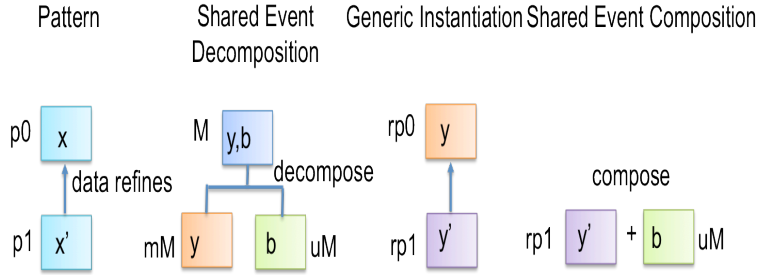 Pattern
Shared Event
Decomposition
Generic Instantiation
Shared Event Composition
p0
x
data refines
p1
x’
M
y,b
decompose
mM
y
b
uM
rp0
y
rp1
y’
compose
rp1
y’
+
b
uM